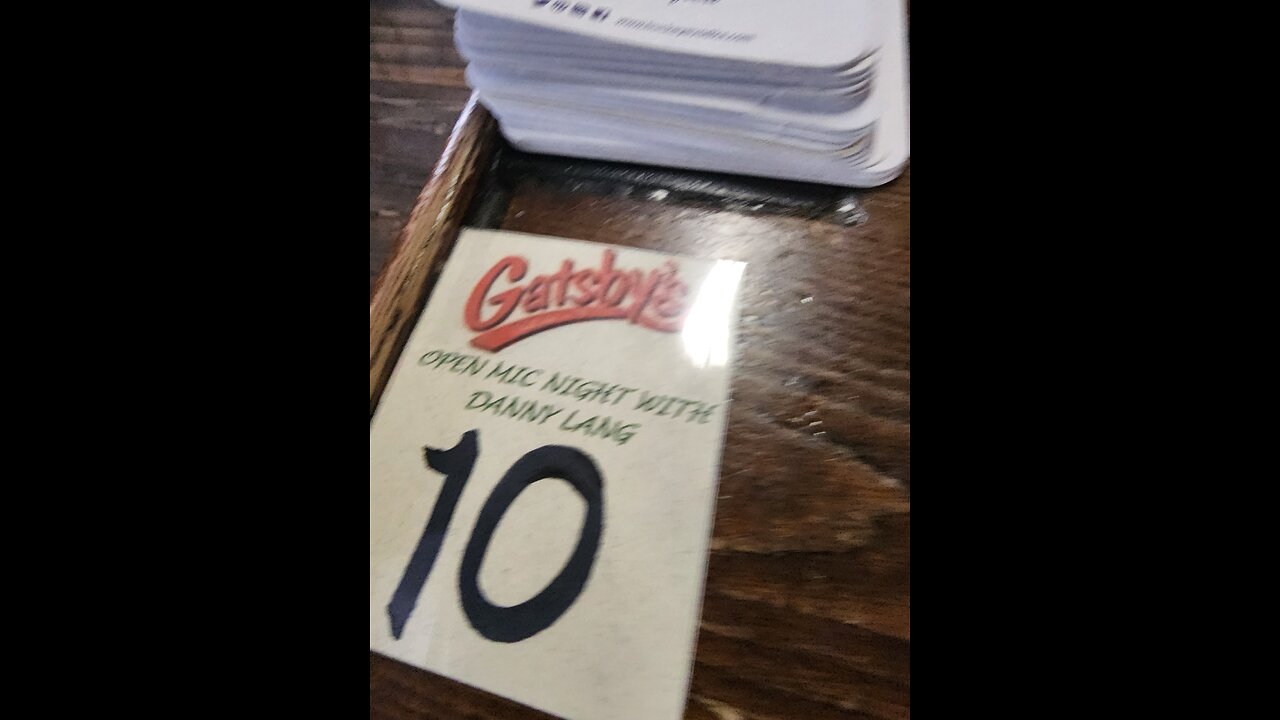 Gatsby's
OPEN MIC NIGHT WITH
DANNY LANG
10